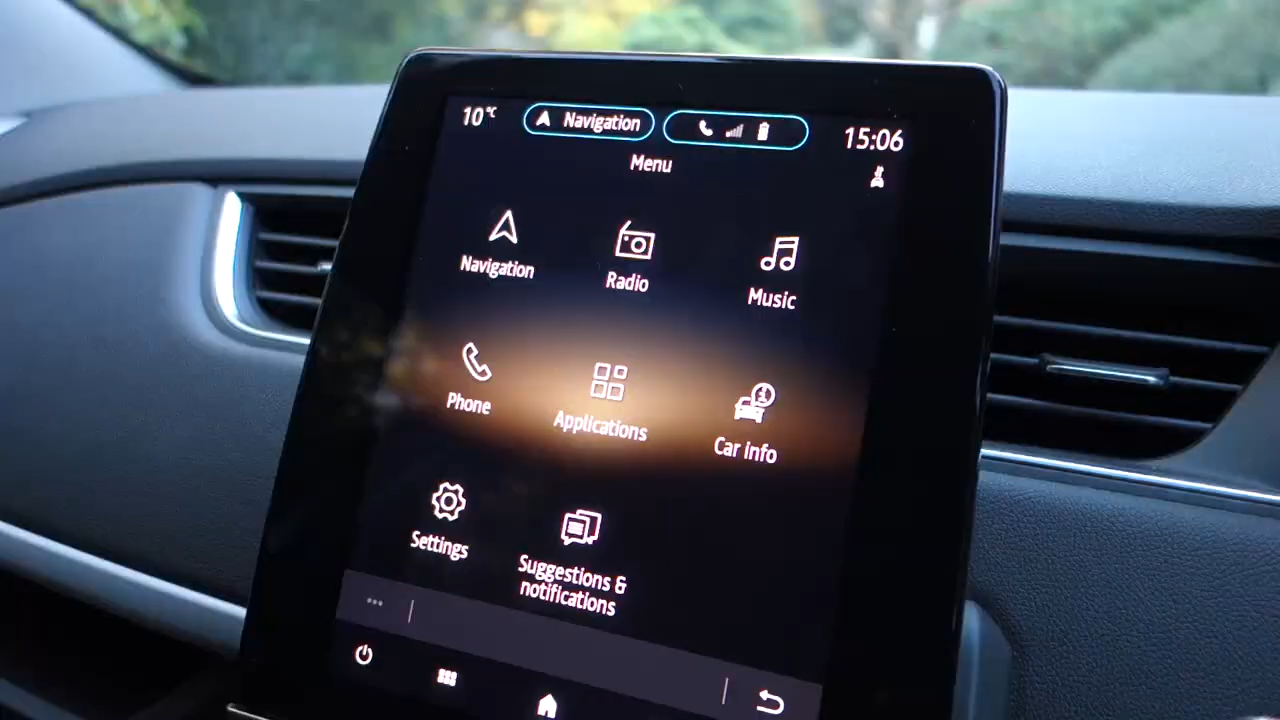 10°C Navigation 15:06
Menu
Navigation Radio Music
Phone Applications Car info
Settings Suggestions &
notifications